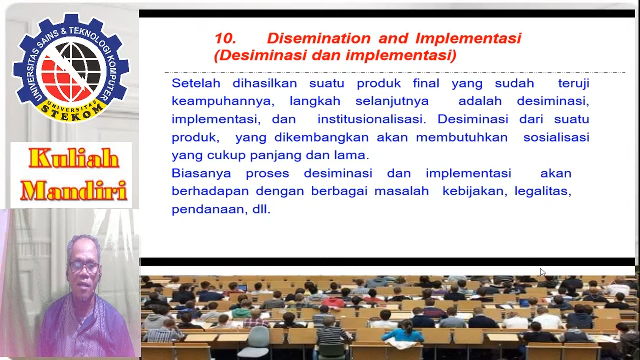 UNIVERSITAS SAINS & TEKNOLOGI KOMPUTER
UNIVERSITAS
STEKOM
Kuliah
Mandiri
10. Disemination and Implementasi
(Desiminasi dan implementasi)
Setelah dihasilkan suatu produk final yang sudah teruji
keampuhannya, langkah selanjutnya adalah desiminasi,
implementasi, dan institusionalisasi. Desiminasi dari suatu
produk, yang dikembangkan akan membutuhkan sosialisasi
yang cukup panjang dan lama.
Biasanya proses desiminasi dan implementasi akan
berhadapan dengan berbagai masalah kebijakan, legalitas,
pendanaan, dll.